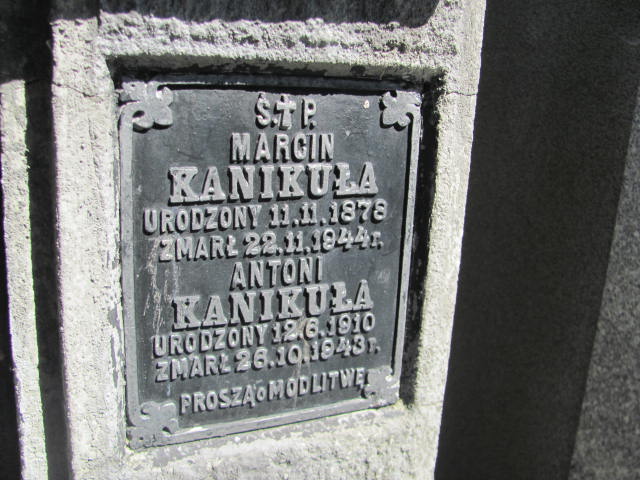 Ś.✝P.
MARCIN
KANIKUŁA
URODZONY 11.11.1878
ZMARŁ 22.11.1944 r.
ANTONI
KANIKUŁA
URODZONY 12.6.1910
ZMARŁ 26.10.1943 r.
PROSZĄ O MODLITWĘ